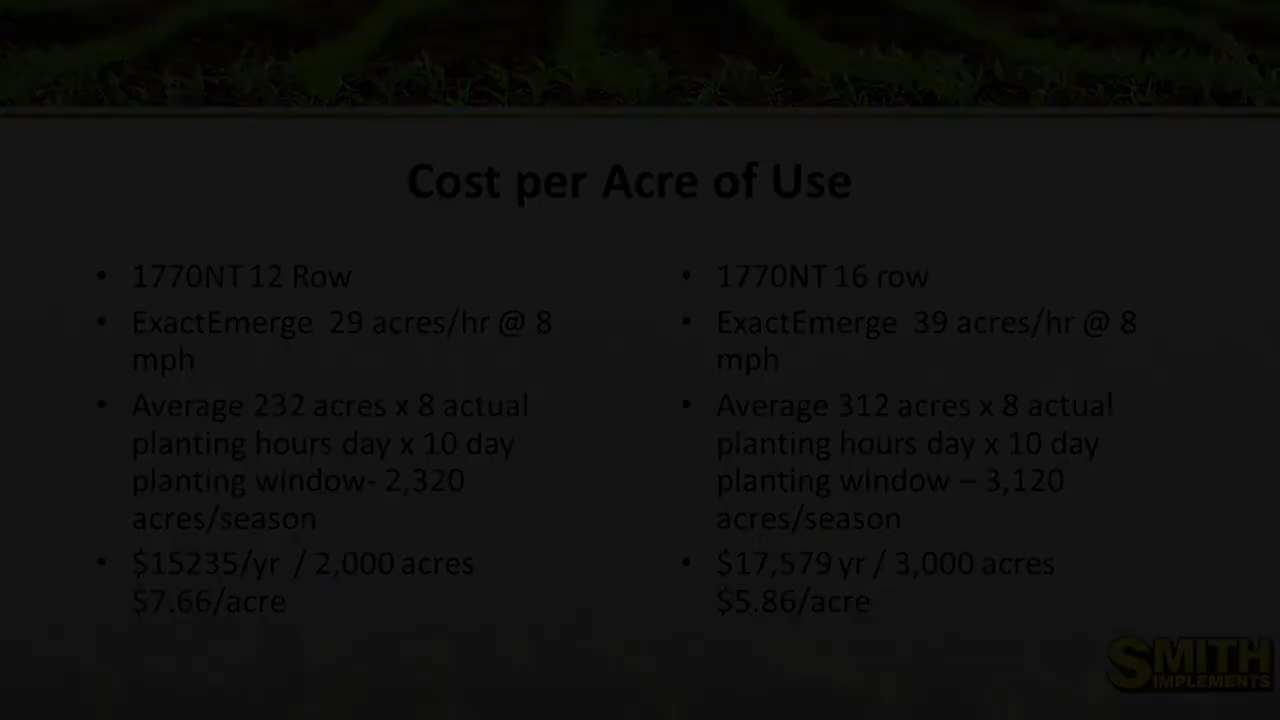 Cost per Acre of Use
• 1770NT 12 Row
• ExactEmerge 29 acres/hr @ 8
mph
• Average 232 acres x 8 actual
planting hours day x 10 day
planting window- 2,320
acres/season
• $15235/yr / 2,000 acres
$7.66/acre
• 1770NT 16 row
• ExactEmerge 39 acres/hr @ 8
mph
• Average 312 acres x 8 actual
planting hours day x 10 day
planting window – 3,120
acres/season
• $17,579 yr / 3,000 acres
$5.86/acre
SMITH
IMPLEMENTS